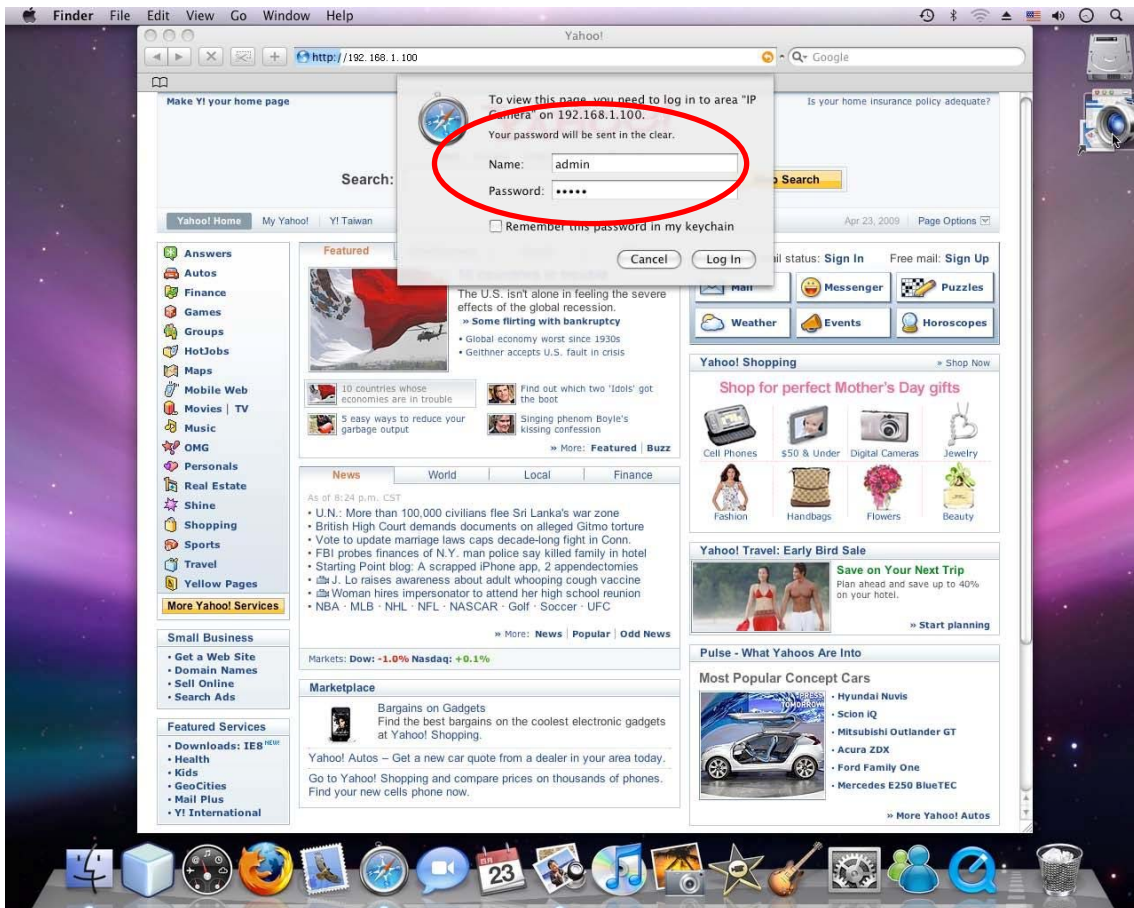 Finder File Edit View Go Window Help
Yahoo!
http://192.168.1.100
Google
To view this page, you need to log in to area "IP
Camera" on 192.168.1.100.
Your password will be sent in the clear.
Name: admin
Password: •••••
Remember this password in my keychain
Cancel Log In
Make Y! your home page
Is your home insurance policy adequate?
Search:
Search
Yahoo! Home My Yahoo! Y! Taiwan
Apr 23, 2009 Page Options
Answers
Autos
Finance
Games
Groups
HotJobs
Maps
Mobile Web
Movies | TV
Music
OMG
Personals
Real Estate
Shine
Shopping
Sports
Travel
Yellow Pages
More Yahoo! Services
Small Business
• Get a Web Site
• Domain Names
• Sell Online
• Search Ads
Featured Services
• Downloads: IE8 NEW!
• Health
• Kids
• GeoCities
• Mail Plus
• Y! International
Featured
The U.S. isn't alone in feeling the severe
effects of the global recession.
» Some flirting with bankruptcy
• Global economy worst since 1930s
• Geithner accepts U.S. fault in crisis
10 countries whose
economies are in trouble
Find out which two 'Idols' got
the boot
5 easy ways to reduce your
garbage output
Singing phenom Boyle's
kissing confession
» More: Featured | Buzz
News World Local Finance
As of 8:24 p.m. CST
• U.N.: More than 100,000 civilians flee Sri Lanka's war zone
• British High Court demands documents on alleged Gitmo torture
• Vote to update marriage laws caps decade-long fight in Conn.
• FBI probes finances of N.Y. man police say killed family in hotel
• Starting Point blog: A scrapped iPhone app, 2 appendectomies
• J. Lo raises awareness about adult whooping cough vaccine
• Woman hires impersonator to attend her high school reunion
• NBA · MLB · NHL · NFL · NASCAR · Golf · Soccer · UFC
» More: News | Popular | Odd News
Markets: Dow: -1.0% Nasdaq: +0.1%
Marketplace
Bargains on Gadgets
Find the best bargains on the coolest electronic gadgets
at Yahoo! Shopping.
Yahoo! Autos – Get a new car quote from a dealer in your area today.
Go to Yahoo! Shopping and compare prices on thousands of phones.
Find your new cells phone now.
il status: Sign In Free mail: Sign Up
Mail Messenger Puzzles
Weather Events Horoscopes
Yahoo! Shopping » Shop Now
Shop for perfect Mother's Day gifts
Cell Phones $50 & Under Digital Cameras Jewelry
Fashion Handbags Flowers Beauty
Yahoo! Travel: Early Bird Sale
Save on Your Next Trip
Plan ahead and save up to 40%
on your hotel.
» Start planning
Pulse - What Yahoos Are Into
Most Popular Concept Cars
• Hyundai Nuvis
• Scion iQ
• Mitsubishi Outlander GT
• Acura ZDX
• Ford Family One
• Mercedes E250 BlueTEC
» More Yahoo! Autos
23